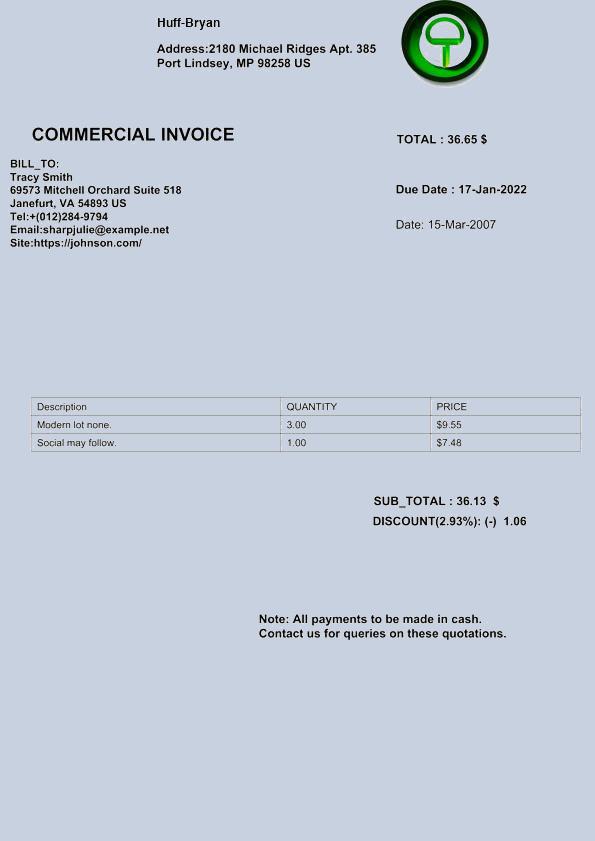 Huff-Bryan
Address:2180 Michael Ridges Apt. 385
Port Lindsey, MP 98258 US
COMMERCIAL INVOICE
TOTAL : 36.65 $
BILL_TO:
Tracy Smith
69573 Mitchell Orchard Suite 518
Janefurt, VA 54893 US
Tel:+(012)284-9794
Email:sharpjulie@example.net
Site:https://johnson.com/
Due Date : 17-Jan-2022
Date: 15-Mar-2007
Description QUANTITY PRICE
Modern lot none. 3.00 $9.55
Social may follow. 1.00 $7.48
SUB_TOTAL : 36.13 $
DISCOUNT(2.93%): (-) 1.06
Note: All payments to be made in cash.
Contact us for queries on these quotations.